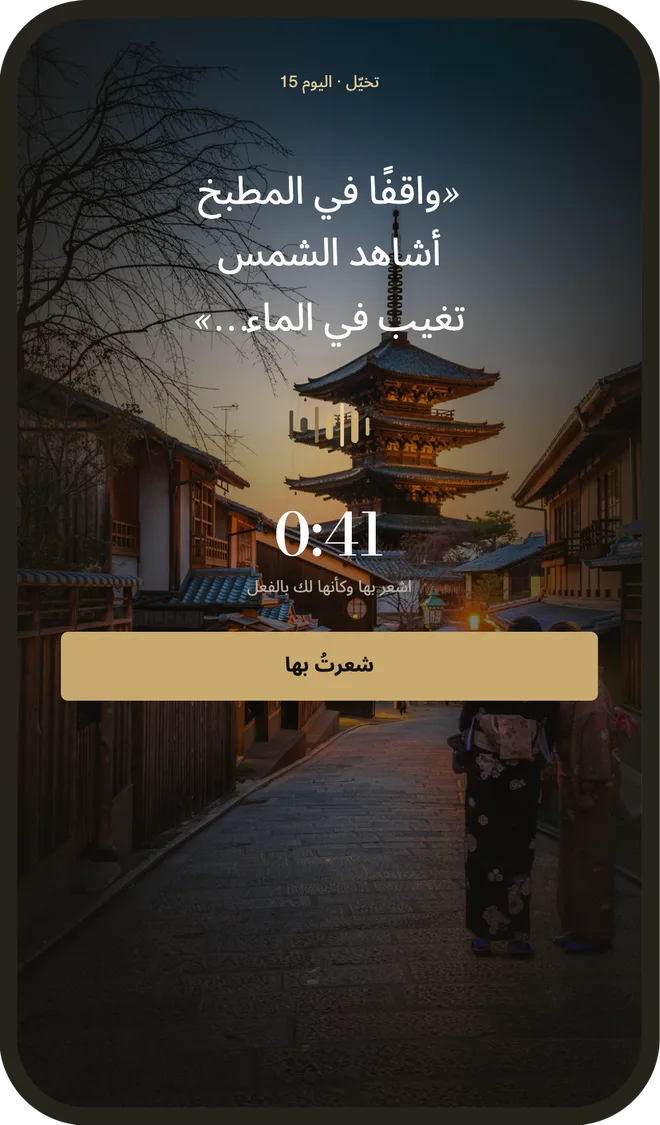 تخيّل · اليوم 15
«واقفًا في المطبخ
أشاهد الشمس
تغيب في الماء...»
0:41
اشعر بها وكأنها لك بالفعل
شعرتُ بها